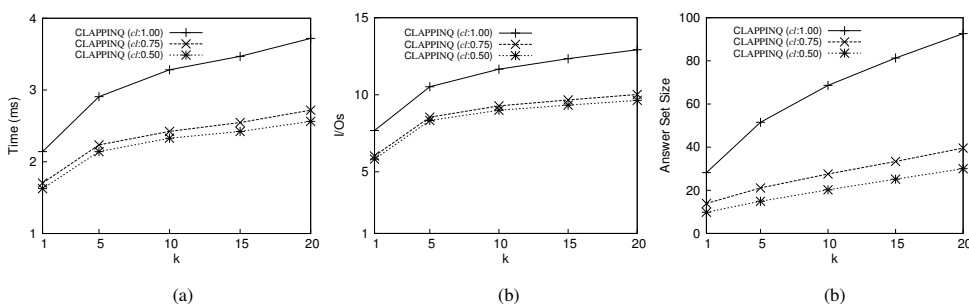 4
3
2
1
Time (ms)
CLAPPINQ (cl:1.00)
CLAPPINQ (cl:0.75)
CLAPPINQ (cl:0.50)
1 5 10 15 20
k
(a)
15
10
5
1
I/Os
CLAPPINQ (cl:1.00)
CLAPPINQ (cl:0.75)
CLAPPINQ (cl:0.50)
1 5 10 15 20
k
(b)
100
80
60
40
20
0
Answer Set Size
CLAPPINQ (cl:1.00)
CLAPPINQ (cl:0.75)
CLAPPINQ (cl:0.50)
1 5 10 15 20
k
(b)